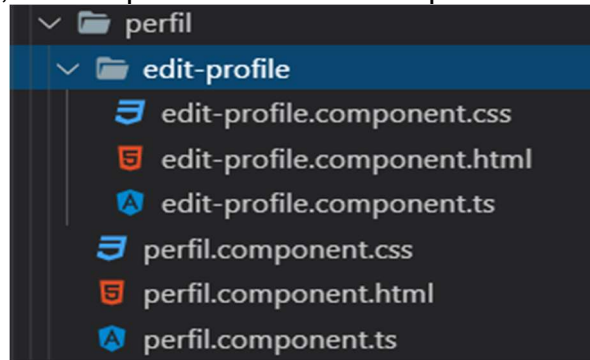 perfil
edit-profile
edit-profile.component.css
edit-profile.component.html
edit-profile.component.ts
perfil.component.css
perfil.component.html
perfil.component.ts